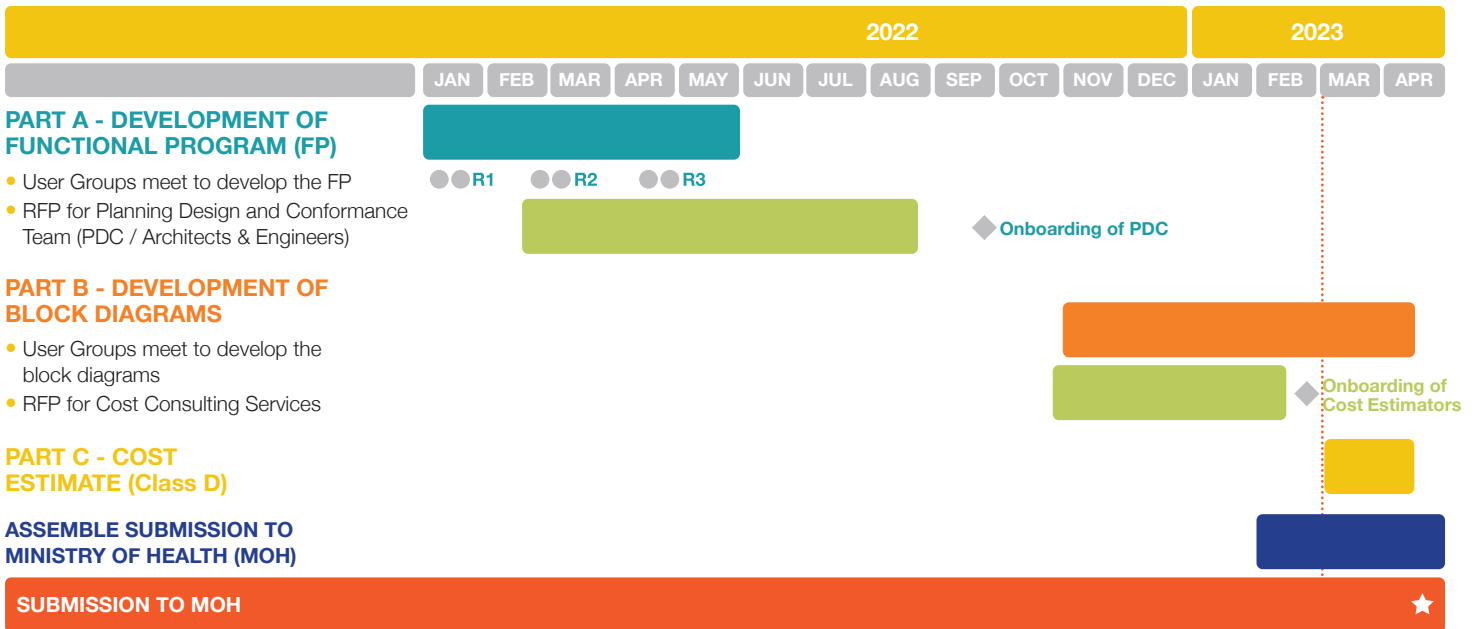 2022 2023
JAN FEB MAR APR MAY JUN JUL AUG SEP OCT NOV DEC JAN FEB MAR APR
PART A - DEVELOPMENT OF
FUNCTIONAL PROGRAM (FP)
• User Groups meet to develop the FP
R1 R2 R3
• RFP for Planning Design and Conformance
Team (PDC / Architects & Engineers)
Onboarding of PDC
PART B - DEVELOPMENT OF
BLOCK DIAGRAMS
• User Groups meet to develop the
block diagrams
• RFP for Cost Consulting Services
Onboarding of
Cost Estimators
PART C - COST
ESTIMATE (Class D)
ASSEMBLE SUBMISSION TO
MINISTRY OF HEALTH (MOH)
SUBMISSION TO MOH